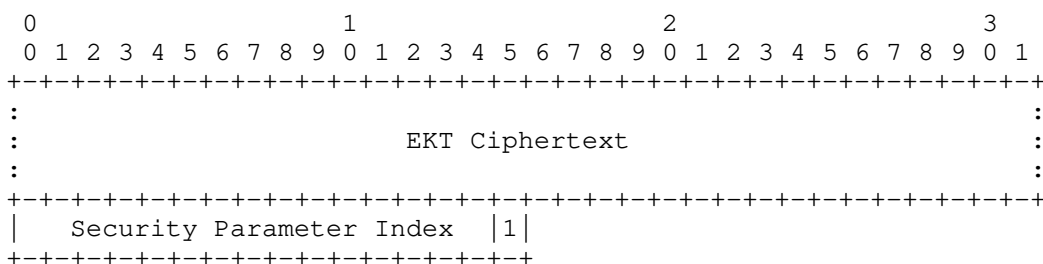 0                   1                   2                   3
 0 1 2 3 4 5 6 7 8 9 0 1 2 3 4 5 6 7 8 9 0 1 2 3 4 5 6 7 8 9 0 1
+-+-+-+-+-+-+-+-+-+-+-+-+-+-+-+-+-+-+-+-+-+-+-+-+-+-+-+-+-+-+-+-+
:                                                               :
:                        EKT Ciphertext                         :
:                                                               :
+-+-+-+-+-+-+-+-+-+-+-+-+-+-+-+-+-+-+-+-+-+-+-+-+-+-+-+-+-+-+-+-+
|   Security Parameter Index  |1|
+-+-+-+-+-+-+-+-+-+-+-+-+-+-+-+-+